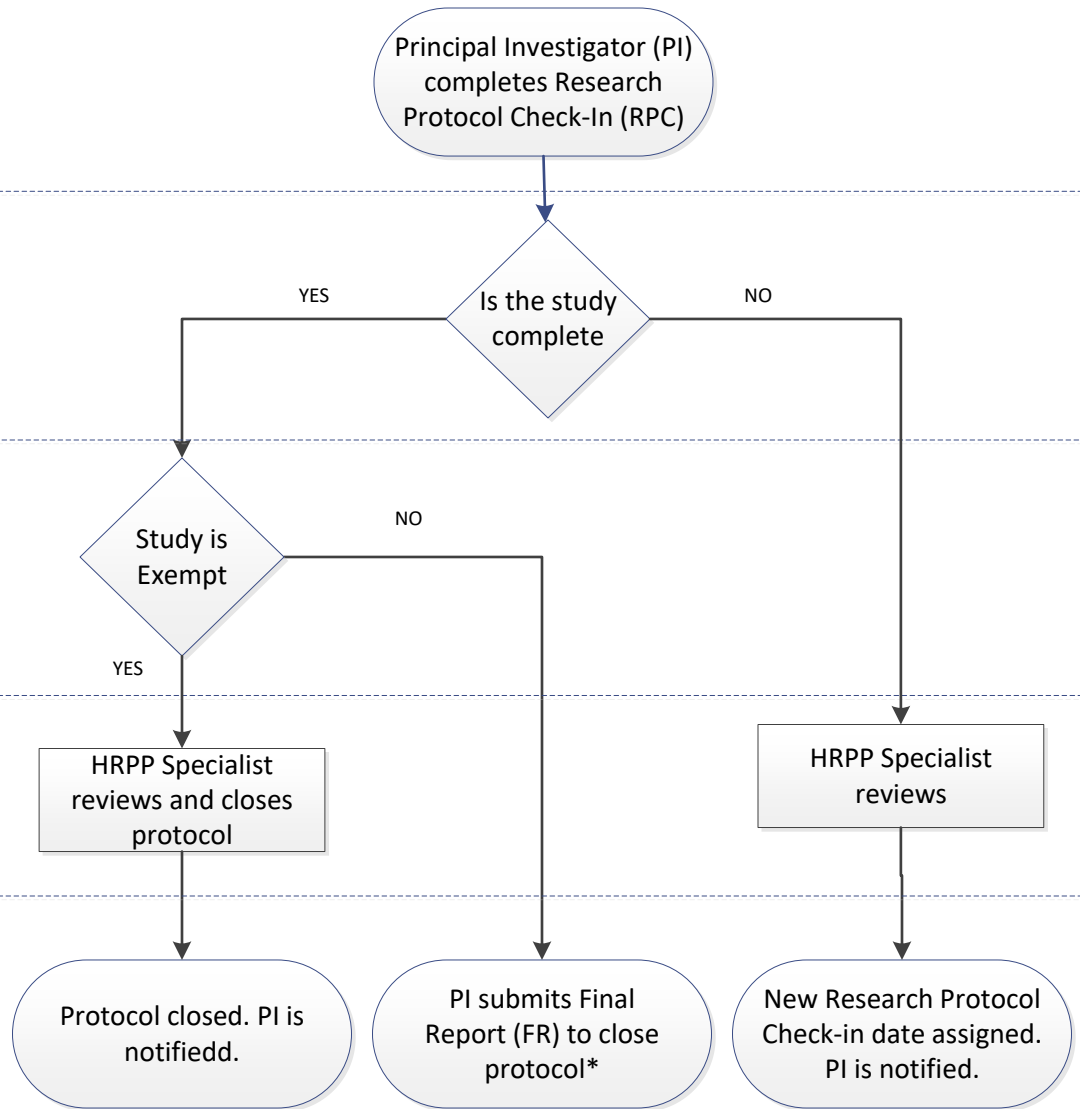 Principal Investigator (PI)
completes Research
Protocol Check-In (RPC)
YES
NO
Is the study
complete
NO
Study is
Exempt
YES
HRPP Specialist
reviews and closes
protocol
HRPP Specialist
reviews
Protocol closed. PI is
notifiedd.
PI submits Final
Report (FR) to close
protocol*
New Research Protocol
Check-in date assigned.
PI is notified.